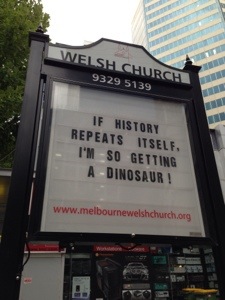 WELSH CHURCH
9329 5139
IF HISTORY
REPEATS ITSELF,
I'M SO GETTING
A DINOSAUR!
www.melbournewelshchurch.org